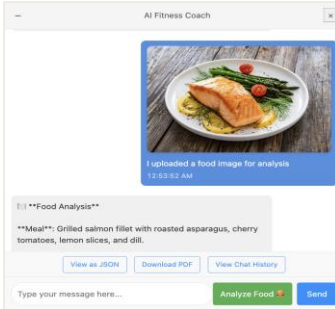 AI Fitness Coach
I uploaded a food image for analysis
12:53:52 AM
🍽 **Food Analysis**
**Meal**: Grilled salmon fillet with roasted asparagus, cherry
tomatoes, lemon slices, and dill.
View as JSON
Download PDF
View Chat History
Type your message here...
Analyze Food
Send